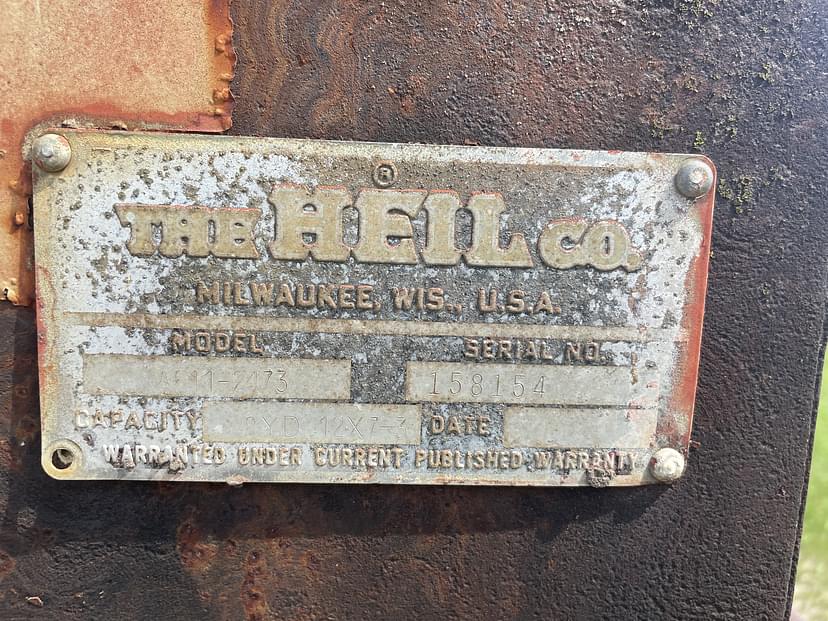 ®
THE HEIL CO.
MILWAUKEE, WIS., U.S.A.
MODEL SERIAL NO.
158154
CAPACITY DATE
WARRANTED UNDER CURRENT PUBLISHED WARRANTY